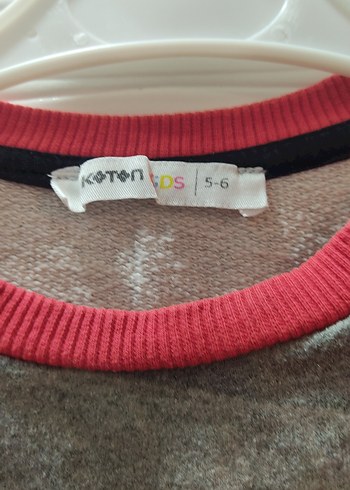 KOTON DS | 5-6